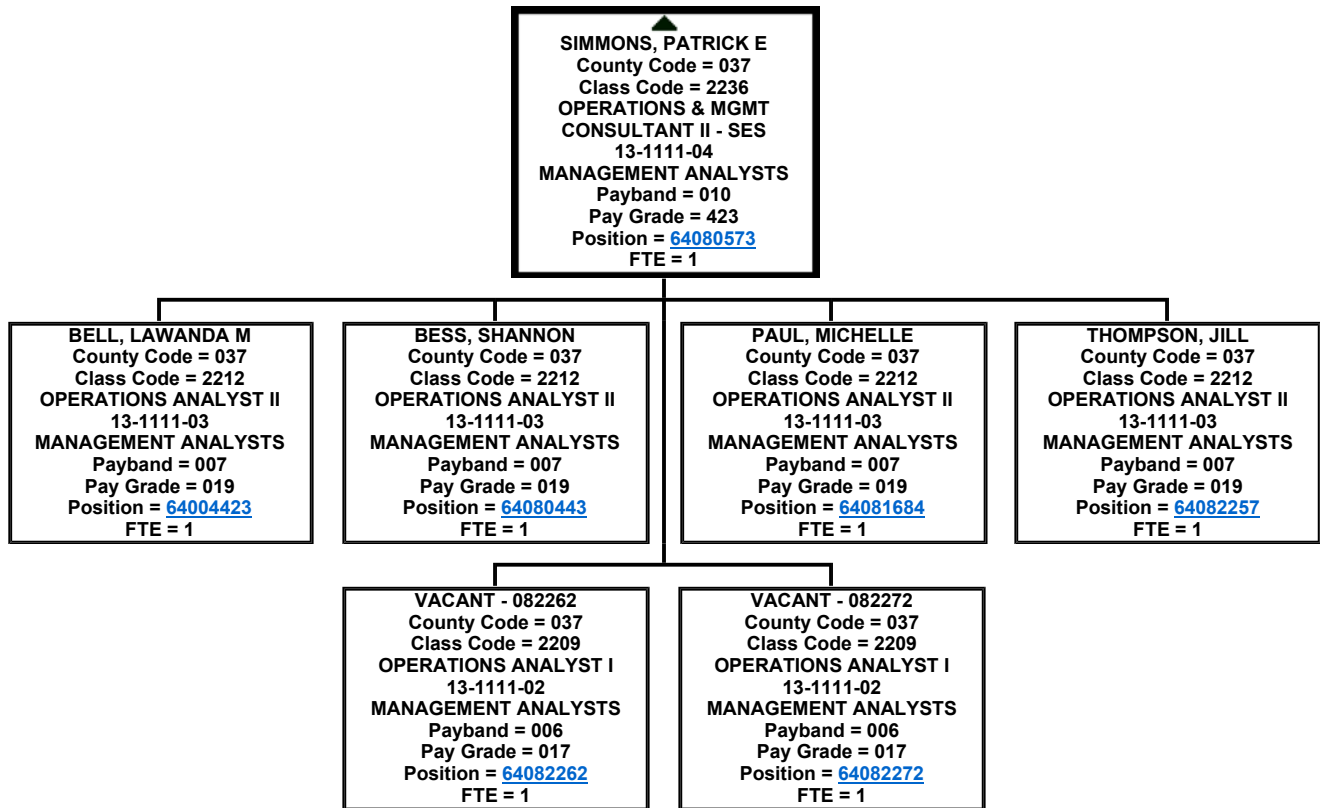 SIMMONS, PATRICK E
County Code = 037
Class Code = 2236
OPERATIONS & MGMT
CONSULTANT II - SES
13-1111-04
MANAGEMENT ANALYSTS
Payband = 010
Pay Grade = 423
Position = 64080573
FTE = 1
BELL, LAWANDA M
County Code = 037
Class Code = 2212
OPERATIONS ANALYST II
13-1111-03
MANAGEMENT ANALYSTS
Payband = 007
Pay Grade = 019
Position = 64004423
FTE = 1
BESS, SHANNON
County Code = 037
Class Code = 2212
OPERATIONS ANALYST II
13-1111-03
MANAGEMENT ANALYSTS
Payband = 007
Pay Grade = 019
Position = 64080443
FTE = 1
PAUL, MICHELLE
County Code = 037
Class Code = 2212
OPERATIONS ANALYST II
13-1111-03
MANAGEMENT ANALYSTS
Payband = 007
Pay Grade = 019
Position = 64081684
FTE = 1
THOMPSON, JILL
County Code = 037
Class Code = 2212
OPERATIONS ANALYST II
13-1111-03
MANAGEMENT ANALYSTS
Payband = 007
Pay Grade = 019
Position = 64082257
FTE = 1
VACANT - 082262
County Code = 037
Class Code = 2209
OPERATIONS ANALYST I
13-1111-02
MANAGEMENT ANALYSTS
Payband = 006
Pay Grade = 017
Position = 64082262
FTE = 1
VACANT - 082272
County Code = 037
Class Code = 2209
OPERATIONS ANALYST I
13-1111-02
MANAGEMENT ANALYSTS
Payband = 006
Pay Grade = 017
Position = 64082272
FTE = 1